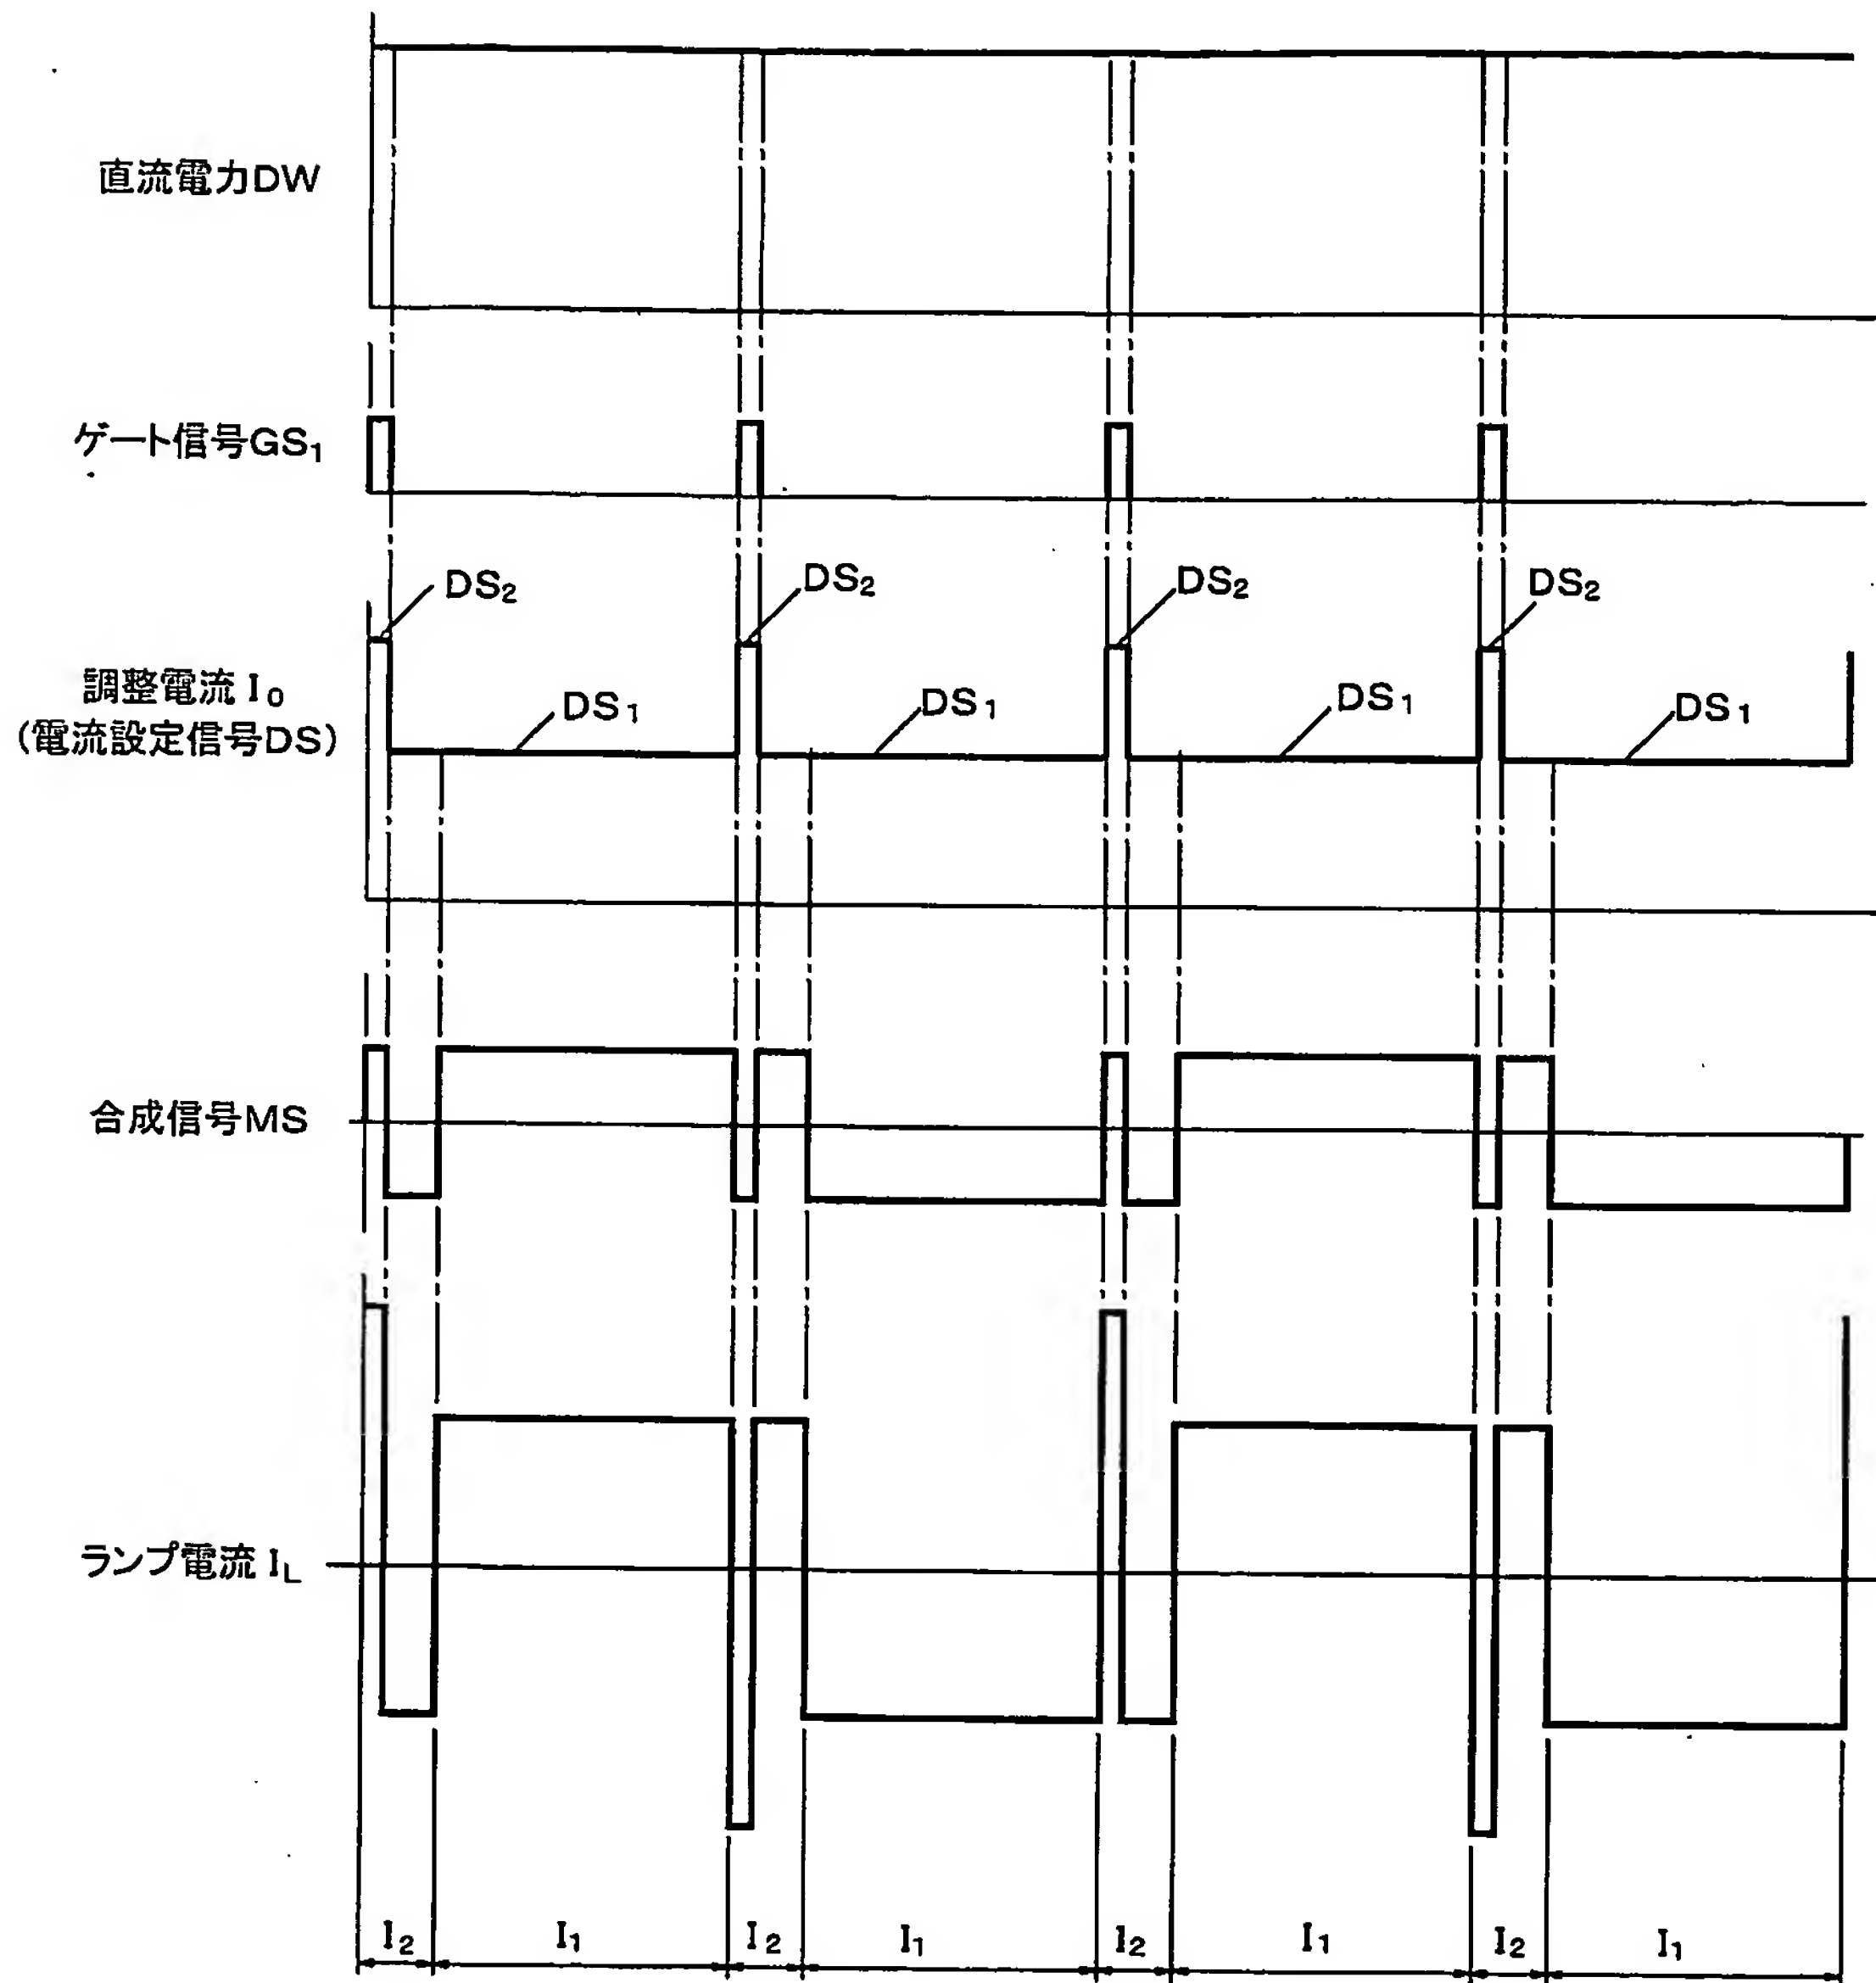 直流電力DW
ゲート信号GS₁
DS₂ DS₂ DS₂ DS₂
調整電流 I₀
(電流設定信号DS)
DS₁ DS₁ DS₁ DS₁
合成信号MS
ランプ電流 I_L
I₂ I₁ I₂ I₁ I₂ I₁ I₂ I₁